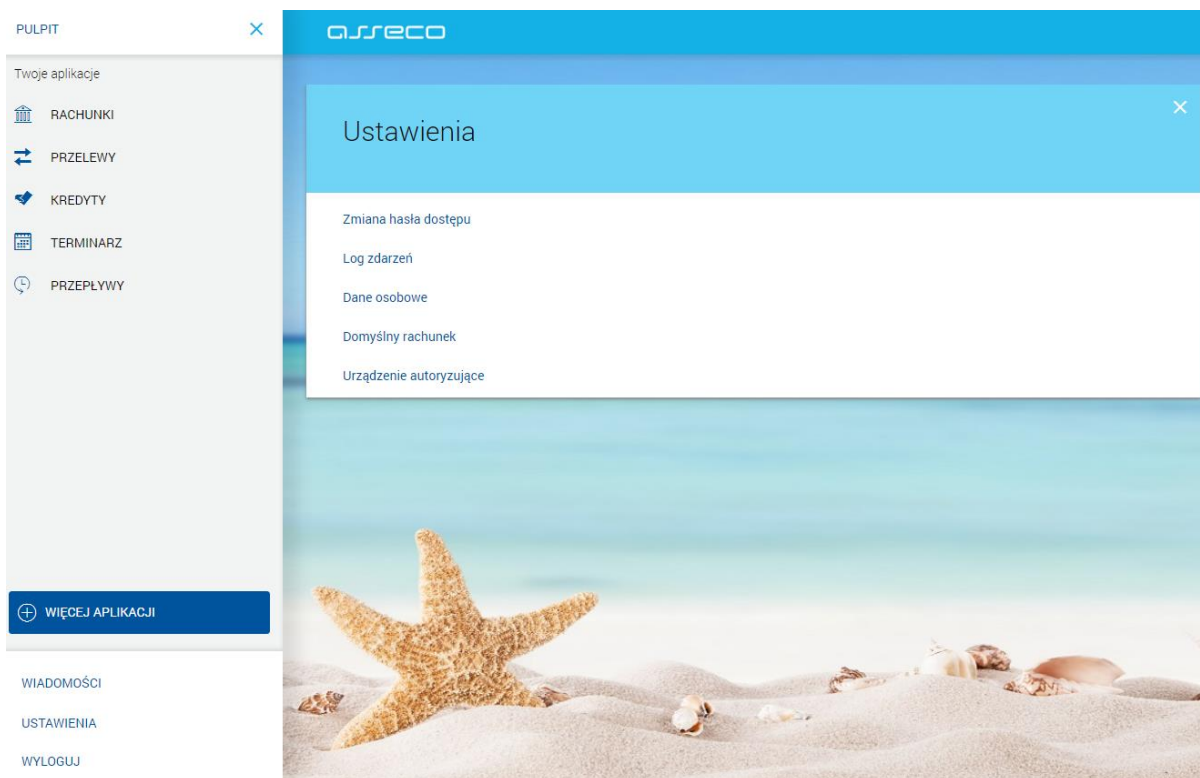 PULPIT
Twoje aplikacje
RACHUNKI
PRZELEWY
KREDYTY
TERMINARZ
PRZEPŁYWY
WIĘCEJ APLIKACJI
WIADOMOŚCI
USTAWIENIA
WYLOGUJ
asseco
Ustawienia
Zmiana hasła dostępu
Log zdarzeń
Dane osobowe
Domyślny rachunek
Urządzenie autoryzujące